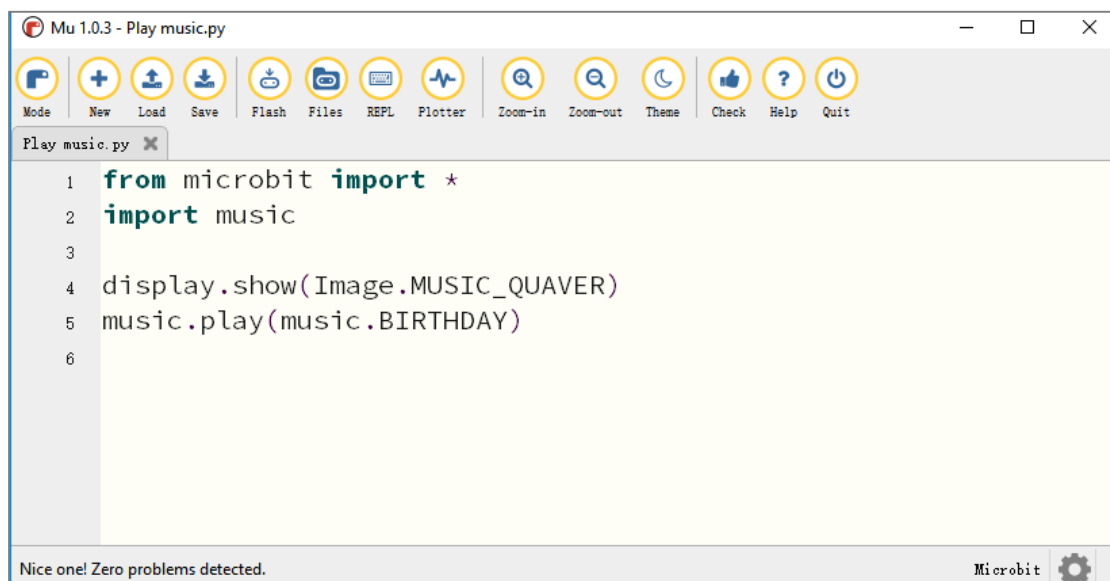 Mu 1.0.3 - Play music.py
Mode New Load Save Flash Files REPL Plotter Zoom-in Zoom-out Theme Check Help Quit
Play music.py
1 from microbit import *
2 import music
3
4 display.show(Image.MUSIC_QUAVER)
5 music.play(music.BIRTHDAY)
6
Nice one! Zero problems detected. Microbit